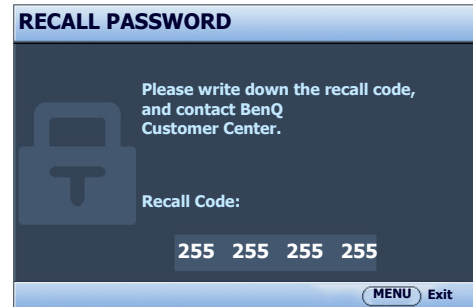 RECALL PASSWORD
Please write down the recall code,
and contact BenQ
Customer Center.
Recall Code:
255 255 255 255
MENU Exit